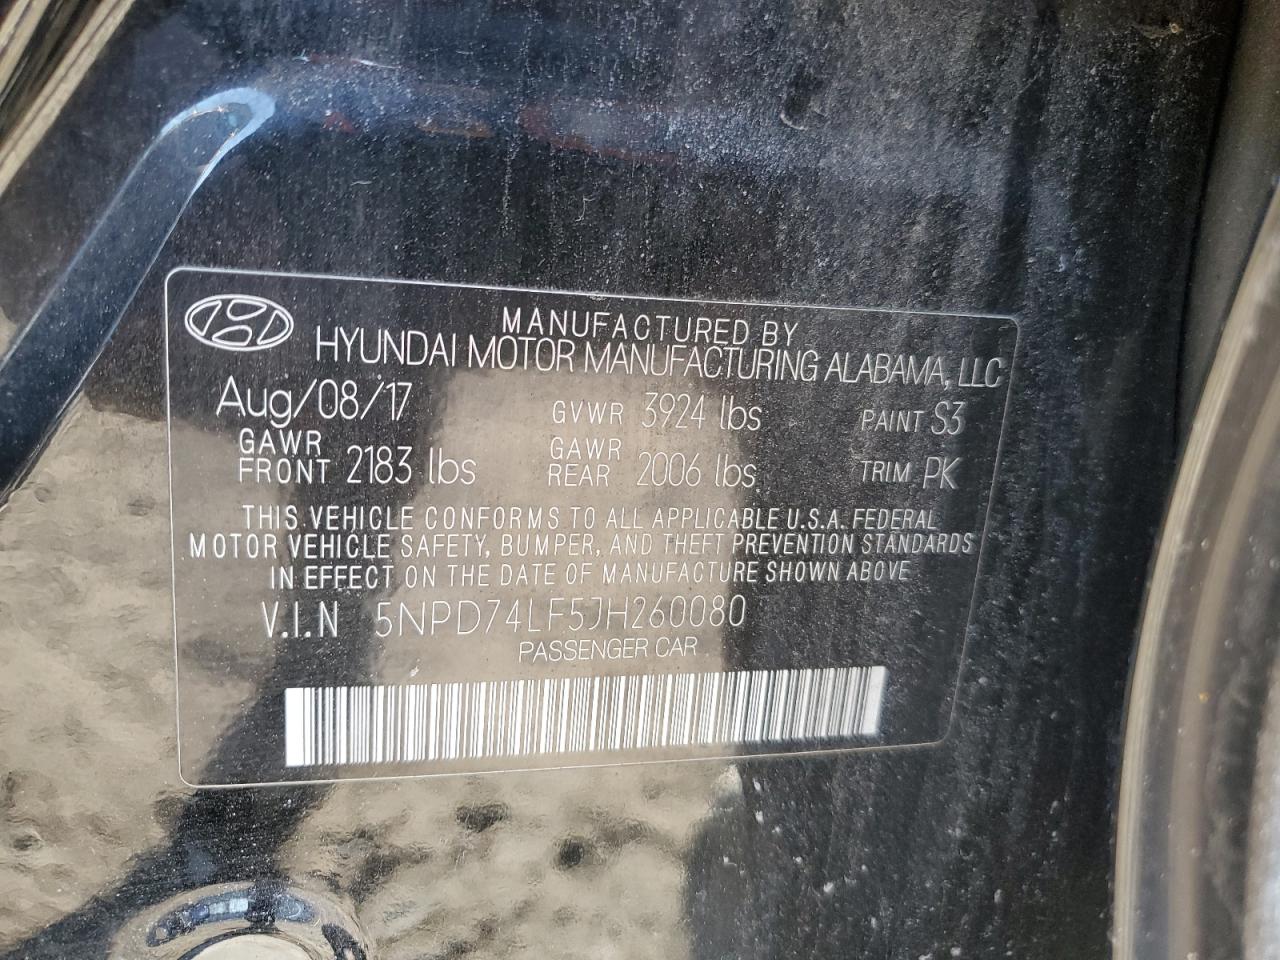 MANUFACTURED BY
HYUNDAI MOTOR MANUFACTURING ALABAMA, LLC
Aug/08/17 GVWR 3924 lbs PAINT S3
GAWR FRONT 2183 lbs GAWR REAR 2006 lbs TRIM PK
THIS VEHICLE CONFORMS TO ALL APPLICABLE U.S.A. FEDERAL
MOTOR VEHICLE SAFETY, BUMPER, AND THEFT PREVENTION STANDARDS
IN EFFECT ON THE DATE OF MANUFACTURE SHOWN ABOVE
V.I.N 5NPD74LF5JH260080
PASSENGER CAR